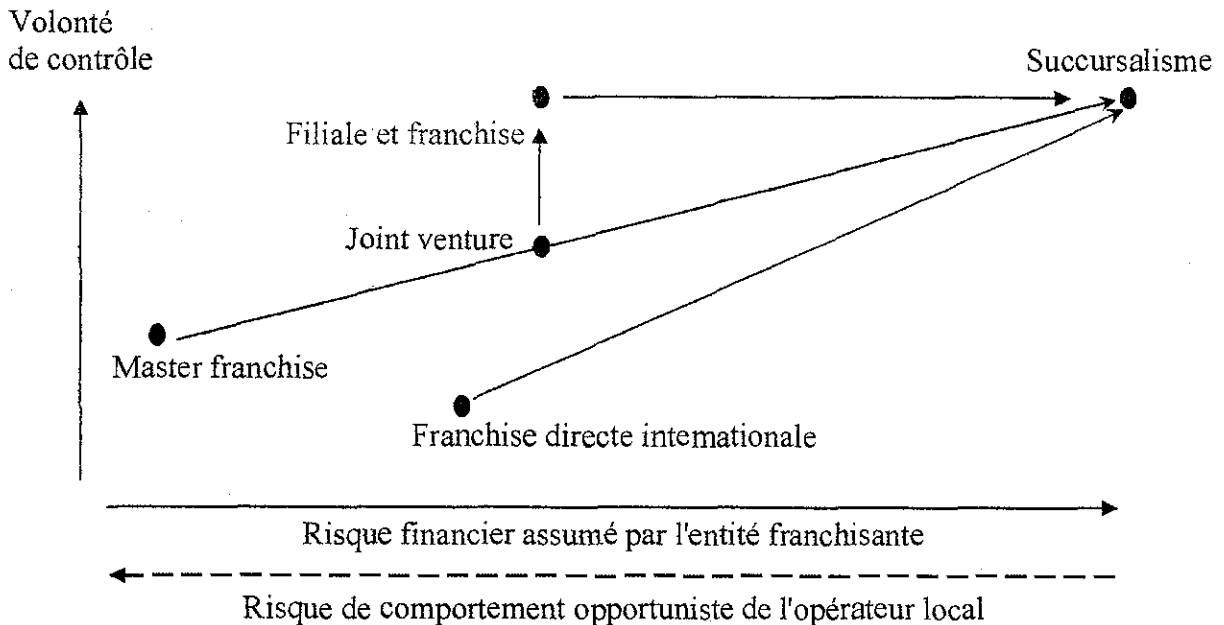 Volonté
de contrôle
Succursalisme
Filiale et franchise
Joint venture
Master franchise
Franchise directe internationale
Risque financier assumé par l'entité franchisante
Risque de comportement opportuniste de l'opérateur local